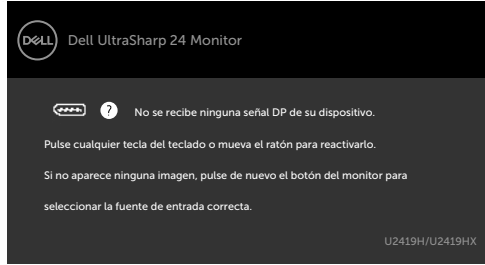 DELL
Dell UltraSharp 24 Monitor
? No se recibe ninguna señal DP de su dispositivo.
Pulse cualquier tecla del teclado o mueva el ratón para reactivarlo.
Si no aparece ninguna imagen, pulse de nuevo el botón del monitor para
seleccionar la fuente de entrada correcta.
U2419H/U2419HX